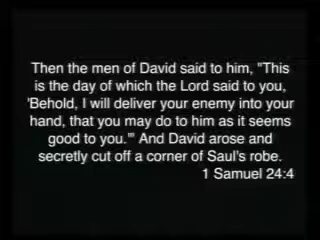 Then the men of David said to him, "This
is the day of which the Lord said to you,
'Behold, I will deliver your enemy into your
hand, that you may do to him as it seems
good to you.'" And David arose and
secretly cut off a corner of Saul's robe.
1 Samuel 24:4